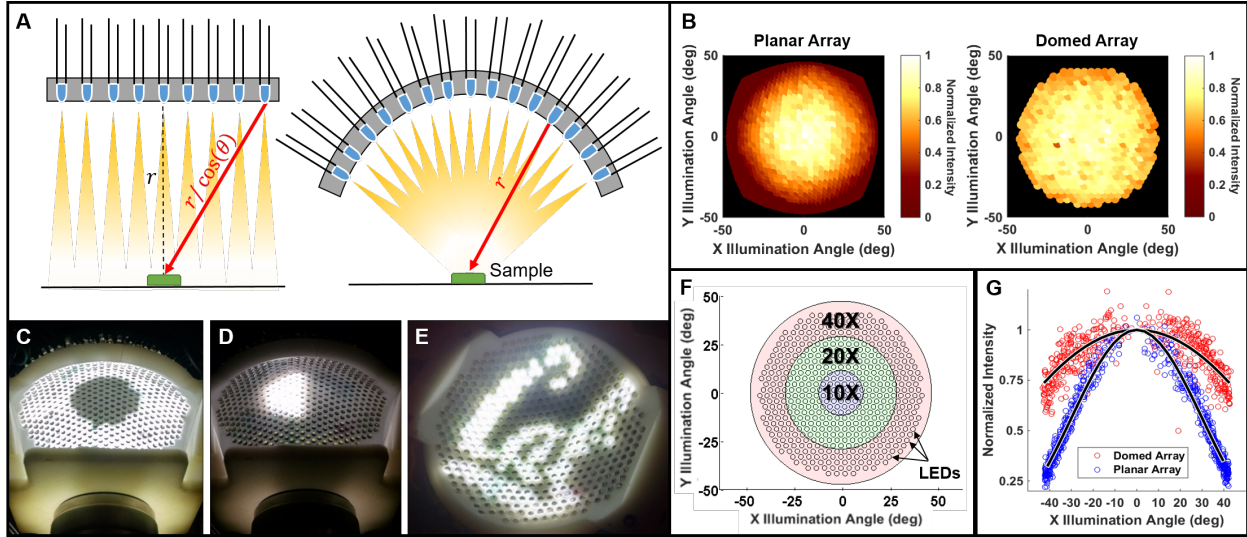 A
r
r / cos(θ)
r
Sample
B
Planar Array
Domed Array
Y Illumination Angle (deg)
50
0
-50
-50
0
50
X Illumination Angle (deg)
1
0.8
0.6
0.4
0.2
0
Normalized Intensity
Y Illumination Angle (deg)
50
0
-50
-50
0
50
X Illumination Angle (deg)
1
0.8
0.6
0.4
0.2
0
Normalized Intensity
C
D
E
Cal
F
Y Illumination Angle (deg)
50
25
0
-25
-50
40X
20X
10X
LEDs
-50
-25
0
25
50
X Illumination Angle (deg)
G
Normalized Intensity
1
0.75
0.5
0.25
Domed Array
Planar Array
-40
-30
-20
-10
0
10
20
30
40
X Illumination Angle (deg)